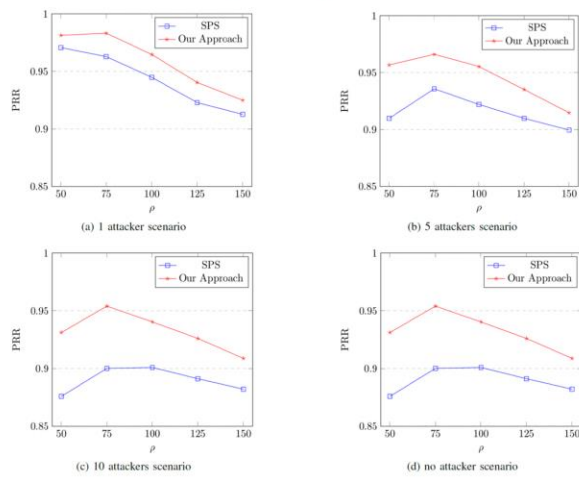 1
0.95
0.9
0.85
PRR
50
75
100
125
150
ρ
SPS
Our Approach
(a) 1 attacker scenario
1
0.95
0.9
0.85
PRR
50
75
100
125
150
ρ
SPS
Our Approach
(b) 5 attackers scenario
1
0.95
0.9
0.85
PRR
50
75
100
125
150
ρ
SPS
Our Approach
(c) 10 attackers scenario
1
0.95
0.9
0.85
PRR
50
75
100
125
150
ρ
SPS
Our Approach
(d) no attacker scenario